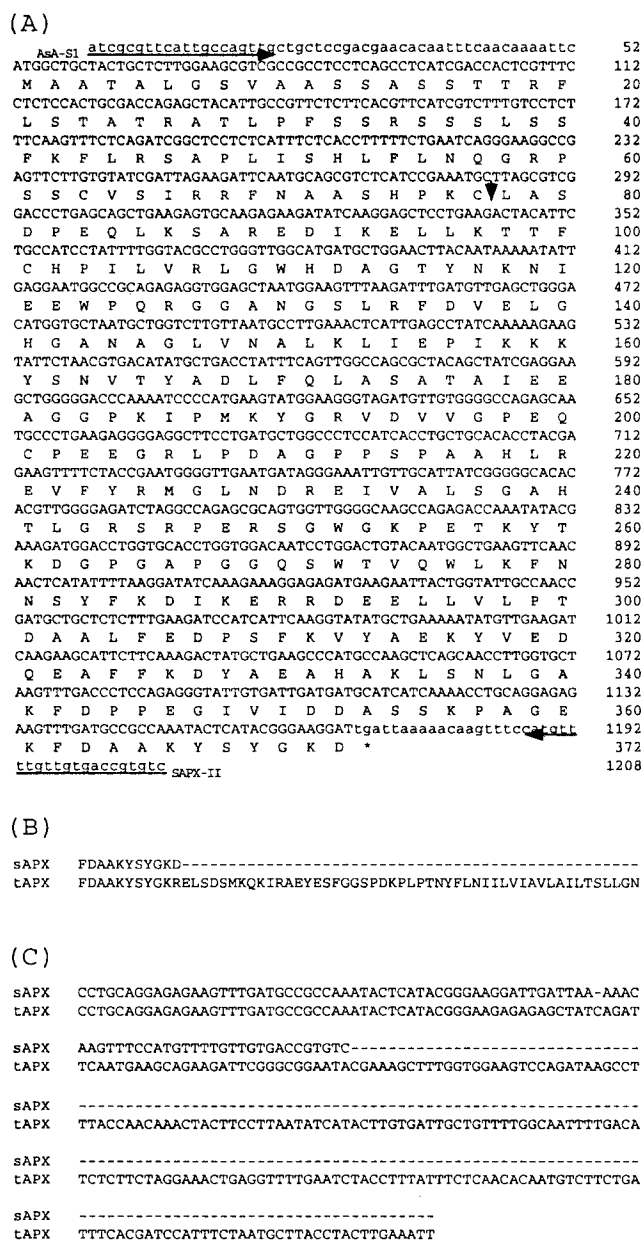 (A)
AsA-S1 atcgcgttcattgccagttgctgctccgacgaacacaatttcaacaaaattc 52
ATGGCTGCTACTGCTCTTGGAAGCGTCGCCGCCTCCTCAGCCTCATCGACCACTCGTTTC 112
M A A T A L G S V A A S S A S S T T R F 20
CTCTCCACTGCGACCAGAGCTACATTGCCGTTCTCTTCACGTTCATCGTCTTTGTCCTCT 172
L S T A T R A T L P F S S R S S S L S S 40
TTCAAGTTTCTCAGATCGGCTCCTCTCATTTCTCACCTTTTTCTGAATCAGGGAAGGCCG 232
F K F L R S A P L I S H L F L N Q G R P 60
AGTTCTTGTGTATCGATTAGAAGATTCAATGCAGCGTCTCATCCGAAATGCTTAGCGTCG 292
S S C V S I R R F N A A S H P K C L A S 80
GACCCTGAGCAGCTGAAGAGTGCAAGAGAAGATATCAAGGAGCTCCTGAAGACTACATTC 352
D P E Q L K S A R E D I K E L L K T T F 100
TGCCATCCTATTTTGGTACGCCTGGGTTGGCATGATGCTGGAACTTACAATAAAAATATT 412
C H P I L V R L G W H D A G T Y N K N I 120
GAGGAATGGCCGCAGAGAGGTGGAGCTAATGGAAGTTTAAGATTTGATGTTGAGCTGGGA 472
E E W P Q R G G A N G S L R F D V E L G 140
CATGGTGCTAATGCTGGTCTTGTTAATGCCTTGAAACTCATTGAGCCTATCAAAAAGAAG 532
H G A N A G L V N A L K L I E P I K K K 160
TATTCTAACGTGACATATGCTGACCTATTTCAGTTGGCCAGCGCTACAGCTATCGAGGAA 592
Y S N V T Y A D L F Q L A S A T A I E E 180
GCTGGGGGACCCAAAATCCCCATGAAGTATGGAAGGGTAGATGTTGTGGGGCCAGAGCAA 652
A G G P K I P M K Y G R V D V V G P E Q 200
TGCCCTGAAGAGGGGAGGCTTCCTGATGCTGGCCCTCCATCACCTGCTGCACACCTACGA 712
C P E E G R L P D A G P P S P A A H L R 220
GAAGTTTTCTACCGAATGGGGTTGAATGATAGGGAAATTGTTGCATTATCGGGGGCACAC 772
E V F Y R M G L N D R E I V A L S G A H 240
ACGTTGGGGAGATCTAGGCCAGAGCGCAGTGGTTGGGGCAAGCCAGAGACCAAATATACG 832
T L G R S R P E R S G W G K P E T K Y T 260
AAAGATGGACCTGGTGCACCTGGTGGACAATCCTGGACTGTACAATGGCTGAAGTTCAAC 892
K D G P G A P G G Q S W T V Q W L K F N 280
AACTCATATTTTAAGGATATCAAAGAAAGGAGAGATGAAGAATTACTGGTATTGCCAACC 952
N S Y F K D I K E R R D E E L L V L P T 300
GATGCTGCTCTCTTTGAAGATCCATCATTCAAGGTATATGCTGAAAAATATGTTGAAGAT 1012
D A A L F E D P S F K V Y A E K Y V E D 320
CAAGAAGCATTCTTCAAAGACTATGCTGAAGCCCATGCCAAGCTCAGCAACCTTGGTGCT 1072
Q E A F F K D Y A E A H A K L S N L G A 340
AAGTTTGACCCTCCAGAGGGTATTGTGATTGATGATGCATCATCAAAACCTGCAGGAGAG 1132
K F D P P E G I V I D D A S S K P A G E 360
AAGTTTGATGCCGCCAAATACTCATACGGGAAGGATTgattaaaaacaagtttccatgtt 1192
K F D A A K Y S Y G K D * 372
ttgttgtgaccgtgtc SAPX-II 1208
(B)
sAPX FDAAKYSYGKD----------------------------------------------
tAPX FDAAKYSYGKRELSDSMKQKIRAEYESFGGSPDKPLPTNYFLNIILVIAVLAILTSLLGN
(C)
sAPX CCTGCAGGAGAGAAGTTTGATGCCGCCAAATACTCATACGGGAAGGATTGATTAA-AAAC
tAPX CCTGCAGGAGAGAAGTTTGATGCCGCCAAATACTCATACGGGAAGAGAGAGCTATCAGAT
sAPX AAGTTTCCATGTTTTGTTGTGACCGTGTC-------------------------------
tAPX TCAATGAAGCAGAAGATTCGGGCGGAATACGAAAGCTTTGGTGGAAGTCCAGATAAGCCT
sAPX ------------------------------------------------------------
tAPX TTACCAACAAACTACTTCCTTAATATCATACTTGTGATTGCTGTTTTGGCAATTTTGACA
sAPX ------------------------------------------------------------
tAPX TCTCTTCTAGGAAACTGAGGTTTTGAATCTACCTTTATTTCTCAACACAATGTCTTCTGA
sAPX --------------------------------------
tAPX TTTCACGATCCATTTCTAATGCTTACCTACTTGAAATT